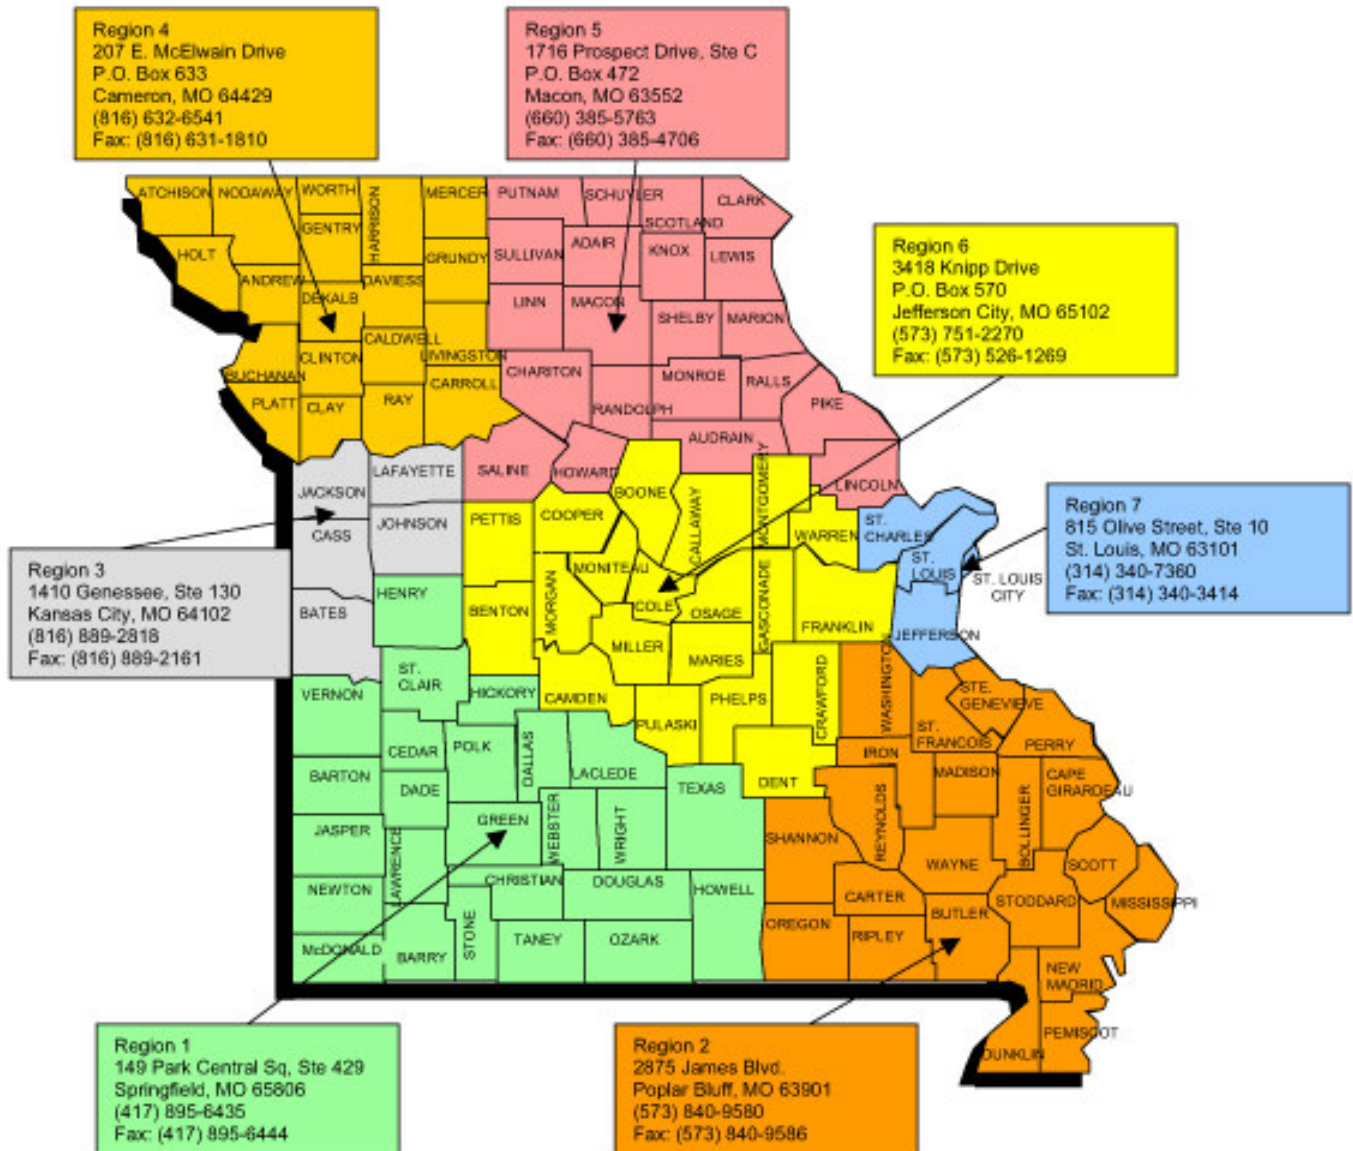 Region 4
207 E. McElwain Drive
P.O. Box 633
Cameron, MO 64429
(816) 632-6541
Fax: (816) 631-1810
Region 5
1716 Prospect Drive, Ste C
P.O. Box 472
Macon, MO 63552
(660) 385-5763
Fax: (660) 385-4706
Region 6
3418 Knipp Drive
P.O. Box 570
Jefferson City, MO 65102
(573) 751-2270
Fax: (573) 526-1269
Region 7
815 Olive Street, Ste 10
St. Louis, MO 63101
(314) 340-7360
Fax: (314) 340-3414
Region 3
1410 Genessee, Ste 130
Kansas City, MO 64102
(816) 889-2818
Fax: (816) 889-2161
Region 1
149 Park Central Sq, Ste 429
Springfield, MO 65806
(417) 895-6435
Fax: (417) 895-6444
Region 2
2875 James Blvd.
Poplar Bluff, MO 63901
(573) 840-9580
Fax: (573) 840-9586
ATCHISON
NODAWAY
WORTH
HARRISON
MERCER
PUTNAM
SCHUYLER
SCOTLAND
CLARK
GENTRY
HOLT
ANDREW
DEKALB
DAVIESS
GRUNDY
SULLIVAN
ADAIR
KNOX
LEWIS
LINN
MACON
SHELBY
MARION
BUCHANAN
CLINTON
CALDWELL
LIVINGSTON
CHARITON
RANDOLPH
MONROE
RALLS
PIKE
PLATT
CLAY
RAY
CARROLL
AUDRAIN
LINCOLN
SALINE
HOWARD
BOONE
CALLAWAY
MONTGOMERY
WARREN
ST.
CHARLES
ST.
LOUIS
ST. LOUIS
CITY
JACKSON
LAFAYETTE
CASS
JOHNSON
PETTIS
COOPER
MONITEAU
COLE
OSAGE
GASCONADE
FRANKLIN
JEFFERSON
BATES
HENRY
BENTON
MORGAN
MILLER
MARIES
VERNON
ST.
CLAIR
HICKORY
CAMDEN
PULASKI
PHELPS
CRAWFORD
WASHINGTON
STE.
GENEVIEVE
ST.
FRANCOIS
PERRY
CEDAR
POLK
DALLAS
LACLEDE
TEXAS
DENT
IRON
MADISON
BOLLINGER
CAPE
GIRARDEAU
BARTON
DADE
GREEN
WEBSTER
WRIGHT
SHANNON
REYNOLDS
WAYNE
SCOTT
JASPER
LAWRENCE
CHRISTIAN
DOUGLAS
HOWELL
CARTER
BUTLER
STODDARD
MISSISSIPPI
NEWTON
McDONALD
BARRY
STONE
TANEY
OZARK
OREGON
RIPLEY
NEW
MADRID
DUNKLIN
PEMISCOT